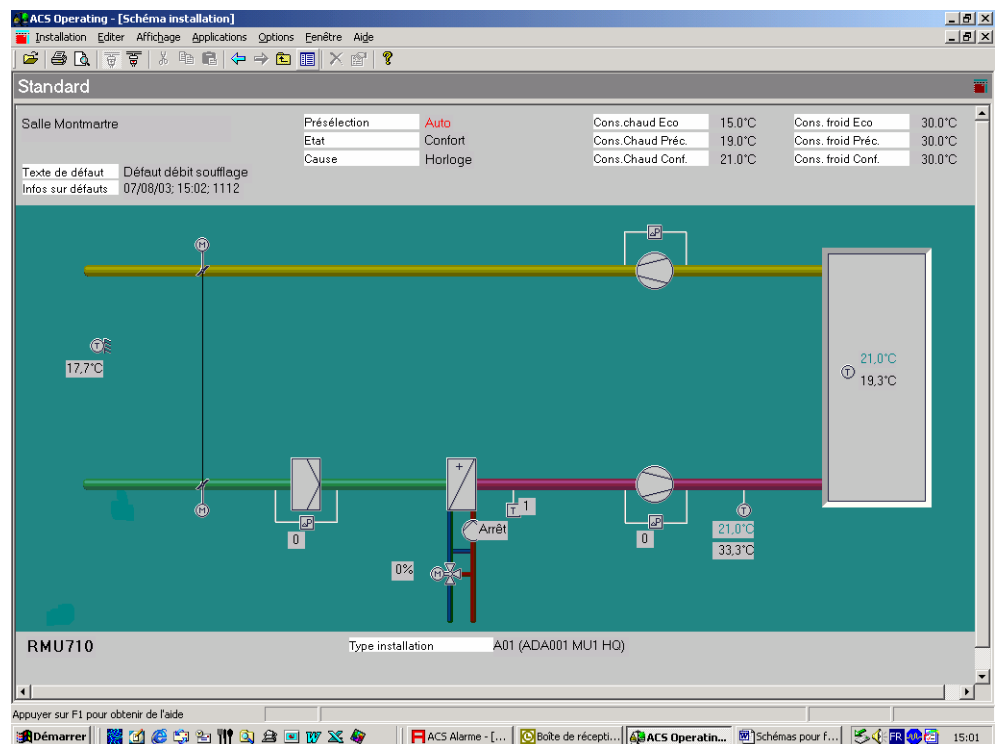 ACS Operating - [Schéma installation]
Installation Editer Affichage Applications Options Fenêtre Aide
Standard
Salle Montmartre
Présélection Auto Cons.chaud Eco 15.0°C Cons. froid Eco 30.0°C
Etat Confort Cons.Chaud Préc. 19.0°C Cons. froid Préc. 30.0°C
Cause Horloge Cons.Chaud Conf. 21.0°C Cons. froid Conf. 30.0°C
Texte de défaut Défaut débit soufflage
Infos sur défauts 07/08/03; 15:02; 1112
M
ΔP
T
17,7°C
21,0°C
T
19,3°C
+
M
ΔP
0
T 1
Arrêt
ΔP
0
T
21,0°C
33,3°C
0%
M
RMU710
Type installation A01 (ADA001 MU1 HQ)
Appuyer sur F1 pour obtenir de l'aide
Démarrer ACS Alarme - [... Boîte de récepti... ACS Operatin... Schémas pour f... FR 15:01